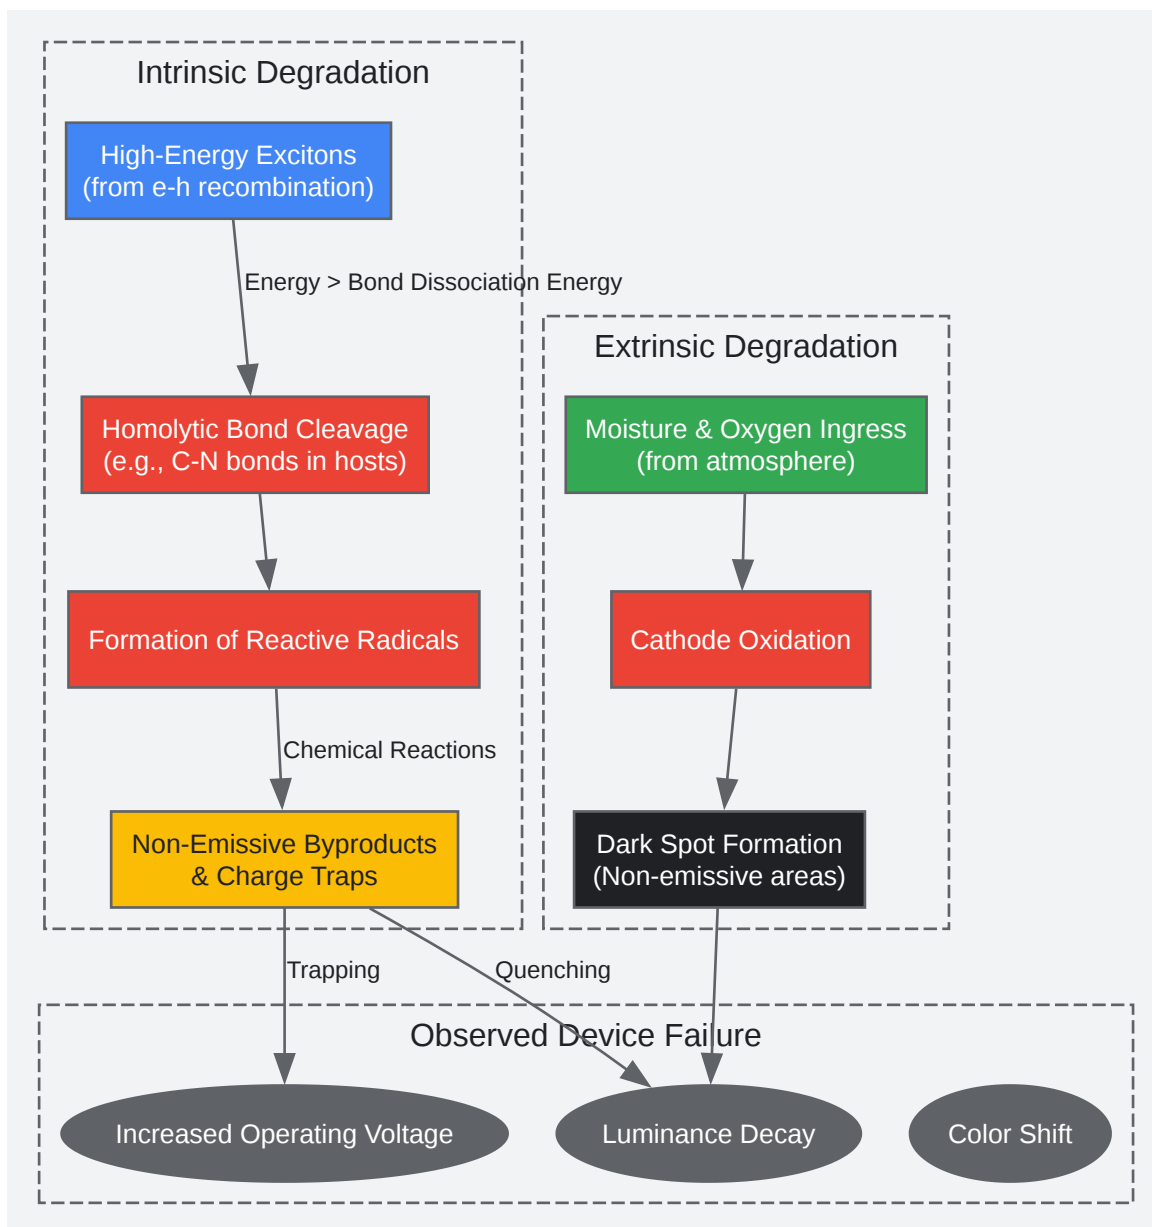 Intrinsic Degradation
High-Energy Excitons
(from e-h recombination)
Energy > Bond Dissociation Energy
Homolytic Bond Cleavage
(e.g., C-N bonds in hosts)
Formation of Reactive Radicals
Chemical Reactions
Non-Emissive Byproducts
& Charge Traps
Extrinsic Degradation
Moisture & Oxygen Ingress
(from atmosphere)
Cathode Oxidation
Dark Spot Formation
(Non-emissive areas)
Trapping
Quenching
Observed Device Failure
Increased Operating Voltage
Luminance Decay
Color Shift